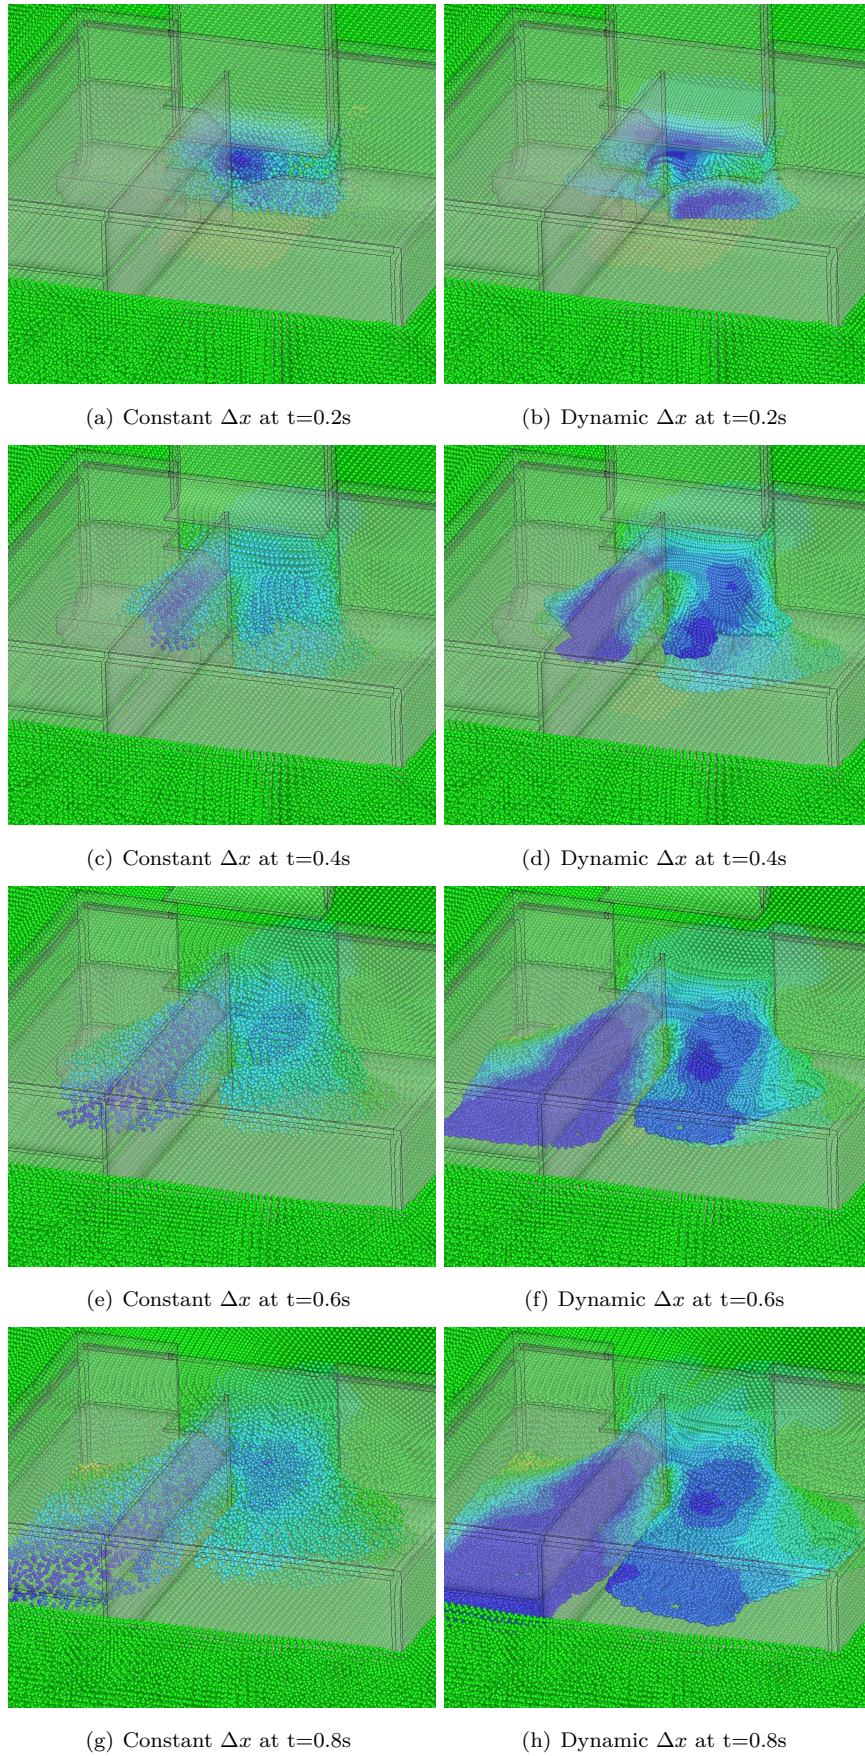 (a) Constant Δx at t=0.2s
(b) Dynamic Δx at t=0.2s
(c) Constant Δx at t=0.4s
(d) Dynamic Δx at t=0.4s
(e) Constant Δx at t=0.6s
(f) Dynamic Δx at t=0.6s
(g) Constant Δx at t=0.8s
(h) Dynamic Δx at t=0.8s